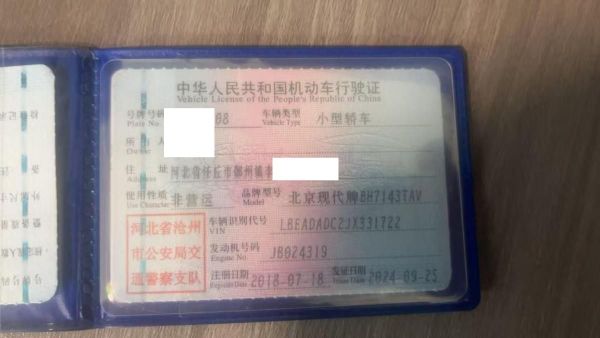 中华人民共和国机动车行驶证
Vehicle License of the People's Republic of China
号牌号码 08 车辆类型 小型轿车
Plate No. Vehicle Type
所有人
Owner
住址 河北省任丘市鄚州镇李
Address
使用性质 非营运 品牌型号 北京现代牌BH7143TAV
Use Character Model
河北省沧州
市公安局交
通警察支队
车辆识别代号 LBEADADC2JX331722
VIN
发动机号码 JB024319
Engine No.
注册日期 2018-07-18 发证日期 2024-09-25
Register Date Issue Date